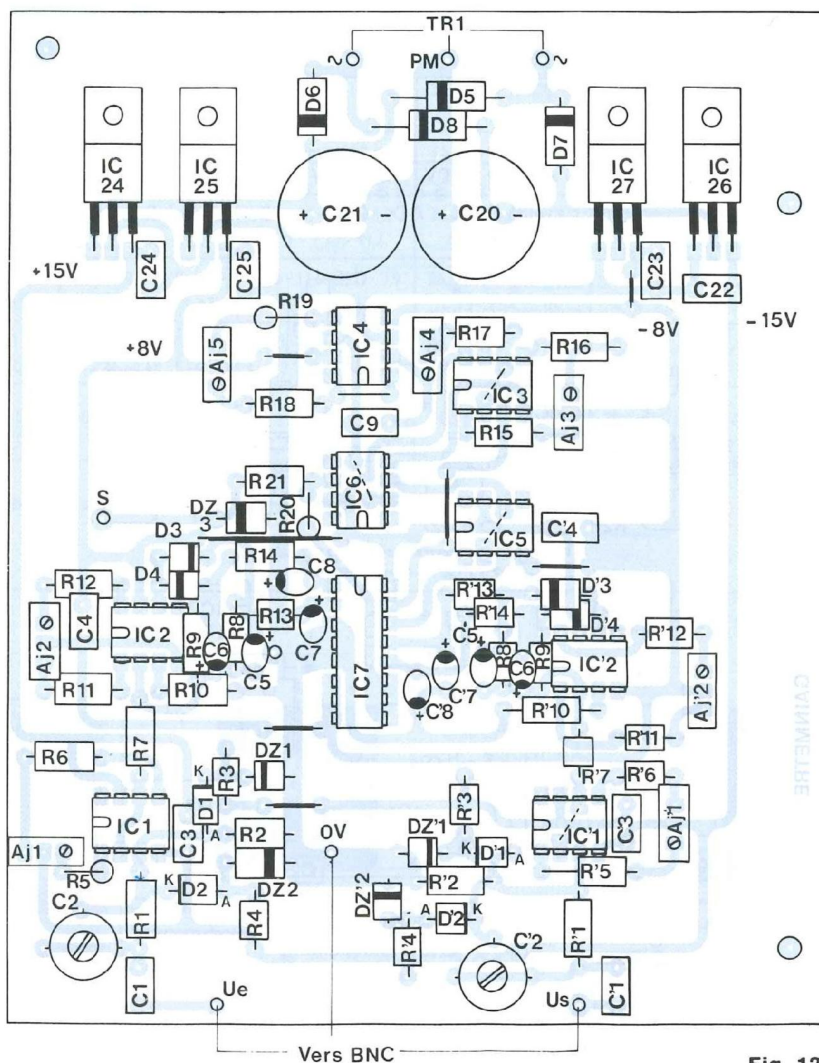 TR1
~ PM ~
D6 D5
D8 D7
IC 24
IC 25
IC 27
IC 26
+ C21 -
+ C20 -
C24
C25
C23
C22
+15V
-8V
-15V
+8V
R19
Aj5
IC4
Aj4
R17
R16
IC3
Aj3
R18
C9
R15
R21
IC6
S
DZ 3
R20
IC5
C'4
D3
R14
C8
D4
R12
R13
C7
R'13
D'3
R'14
D'4
Aj2
C4
IC2
R9
C6
R8
C5
IC7
C5
R8
C6
R9
IC'2
R'12
C'7
C'8
Aj'2
R11
R10
R'10
R7
R6
R'11
R'7
R'6
DZ1
K
D1
A
R3
R'3
IC1
C3
R2
DZ2
0V
DZ'1
K D'1 A
IC'1
C'3
Aj'1
Aj1
R5
K D2 A
R'2
R'5
DZ'2
A D'2 K
C2
R1
R4
R'4
C'2
R'1
C1
Ue
Us
C'1
Vers BNC
GAINMETRE
Fig. 12